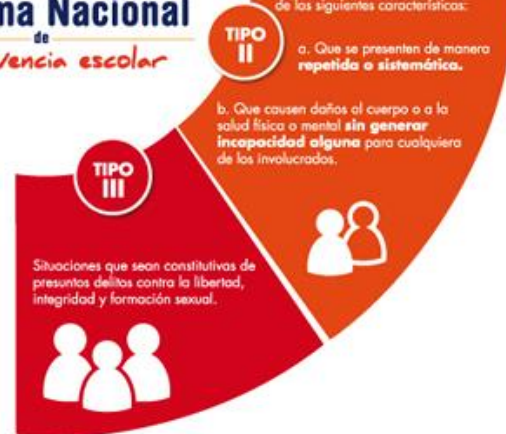 ma Nacional
de
vencia escolar
TIPO
II
de las siguientes características:
a. Que se presenten de manera
repetida o sistemática.
b. Que causen daños al cuerpo o a la
salud física o mental sin generar
incapacidad alguna para cualquiera
de los involucrados.
TIPO
III
Situaciones que sean constitutivas de
presuntos delitos contra la libertad,
integridad y formación sexual.